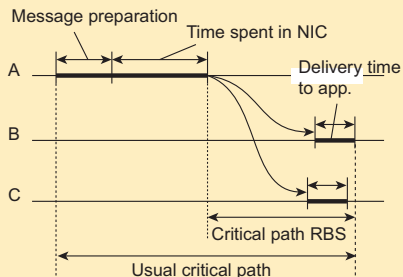 Message preparation
Time spent in NIC
A
Delivery time
to app.
B
C
Critical path RBS
Usual critical path